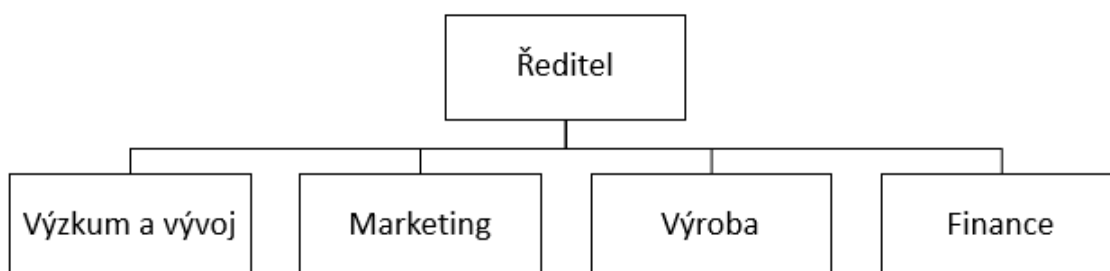 Ředitel
Výzkum a vývoj
Marketing
Výroba
Finance